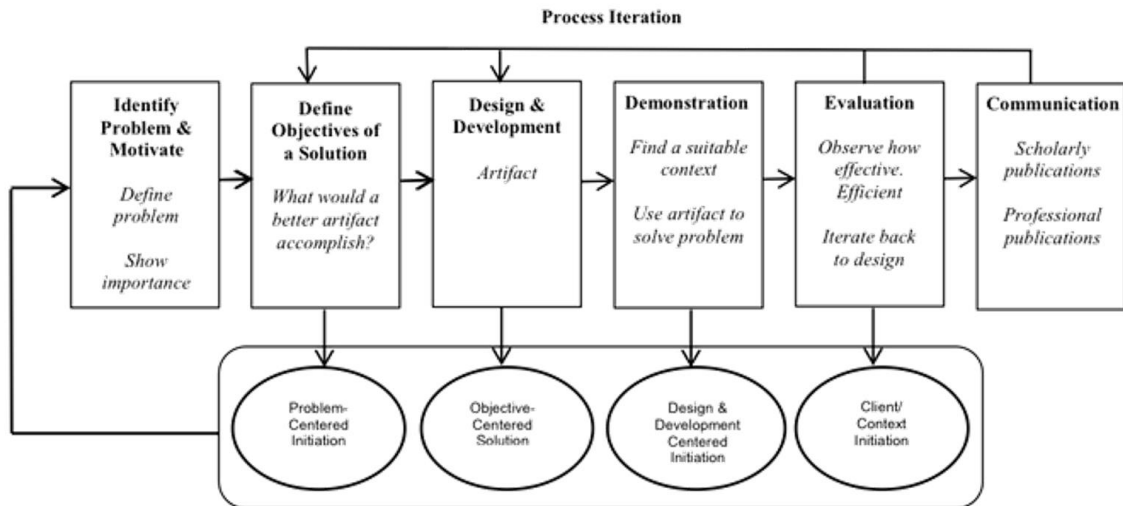 Process Iteration
Identify
Problem &
Motivate
Define
problem
Show
importance
Define
Objectives of
a Solution
What would a
better artifact
accomplish?
Design &
Development
Artifact
Demonstration
Find a suitable
context
Use artifact to
solve problem
Evaluation
Observe how
effective.
Efficient
Iterate back
to design
Communication
Scholarly
publications
Professional
publications
Problem-
Centered
Initiation
Objective-
Centered
Solution
Design &
Development
Centered
Initiation
Client/
Context
Initiation